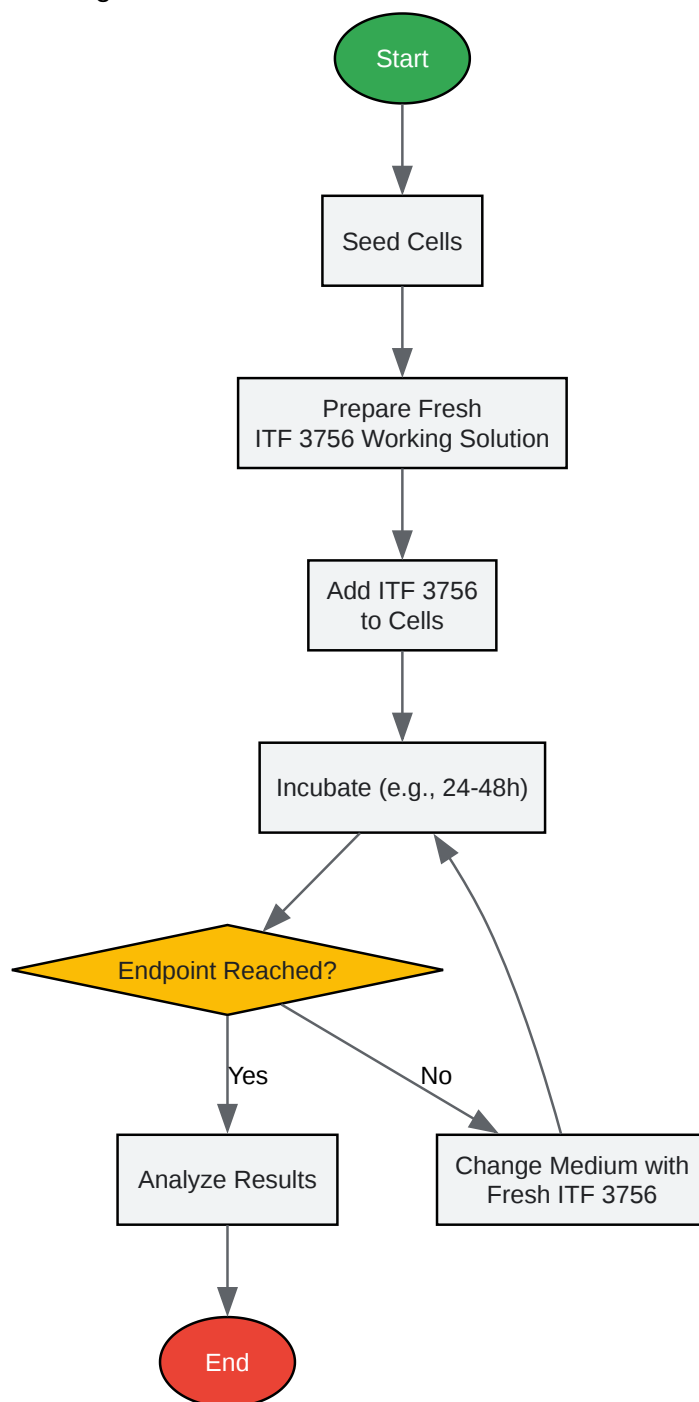 Start
Seed Cells
Prepare Fresh
ITF 3756 Working Solution
Add ITF 3756
to Cells
Incubate (e.g., 24-48h)
Endpoint Reached?
Yes
No
Analyze Results
Change Medium with
Fresh ITF 3756
End